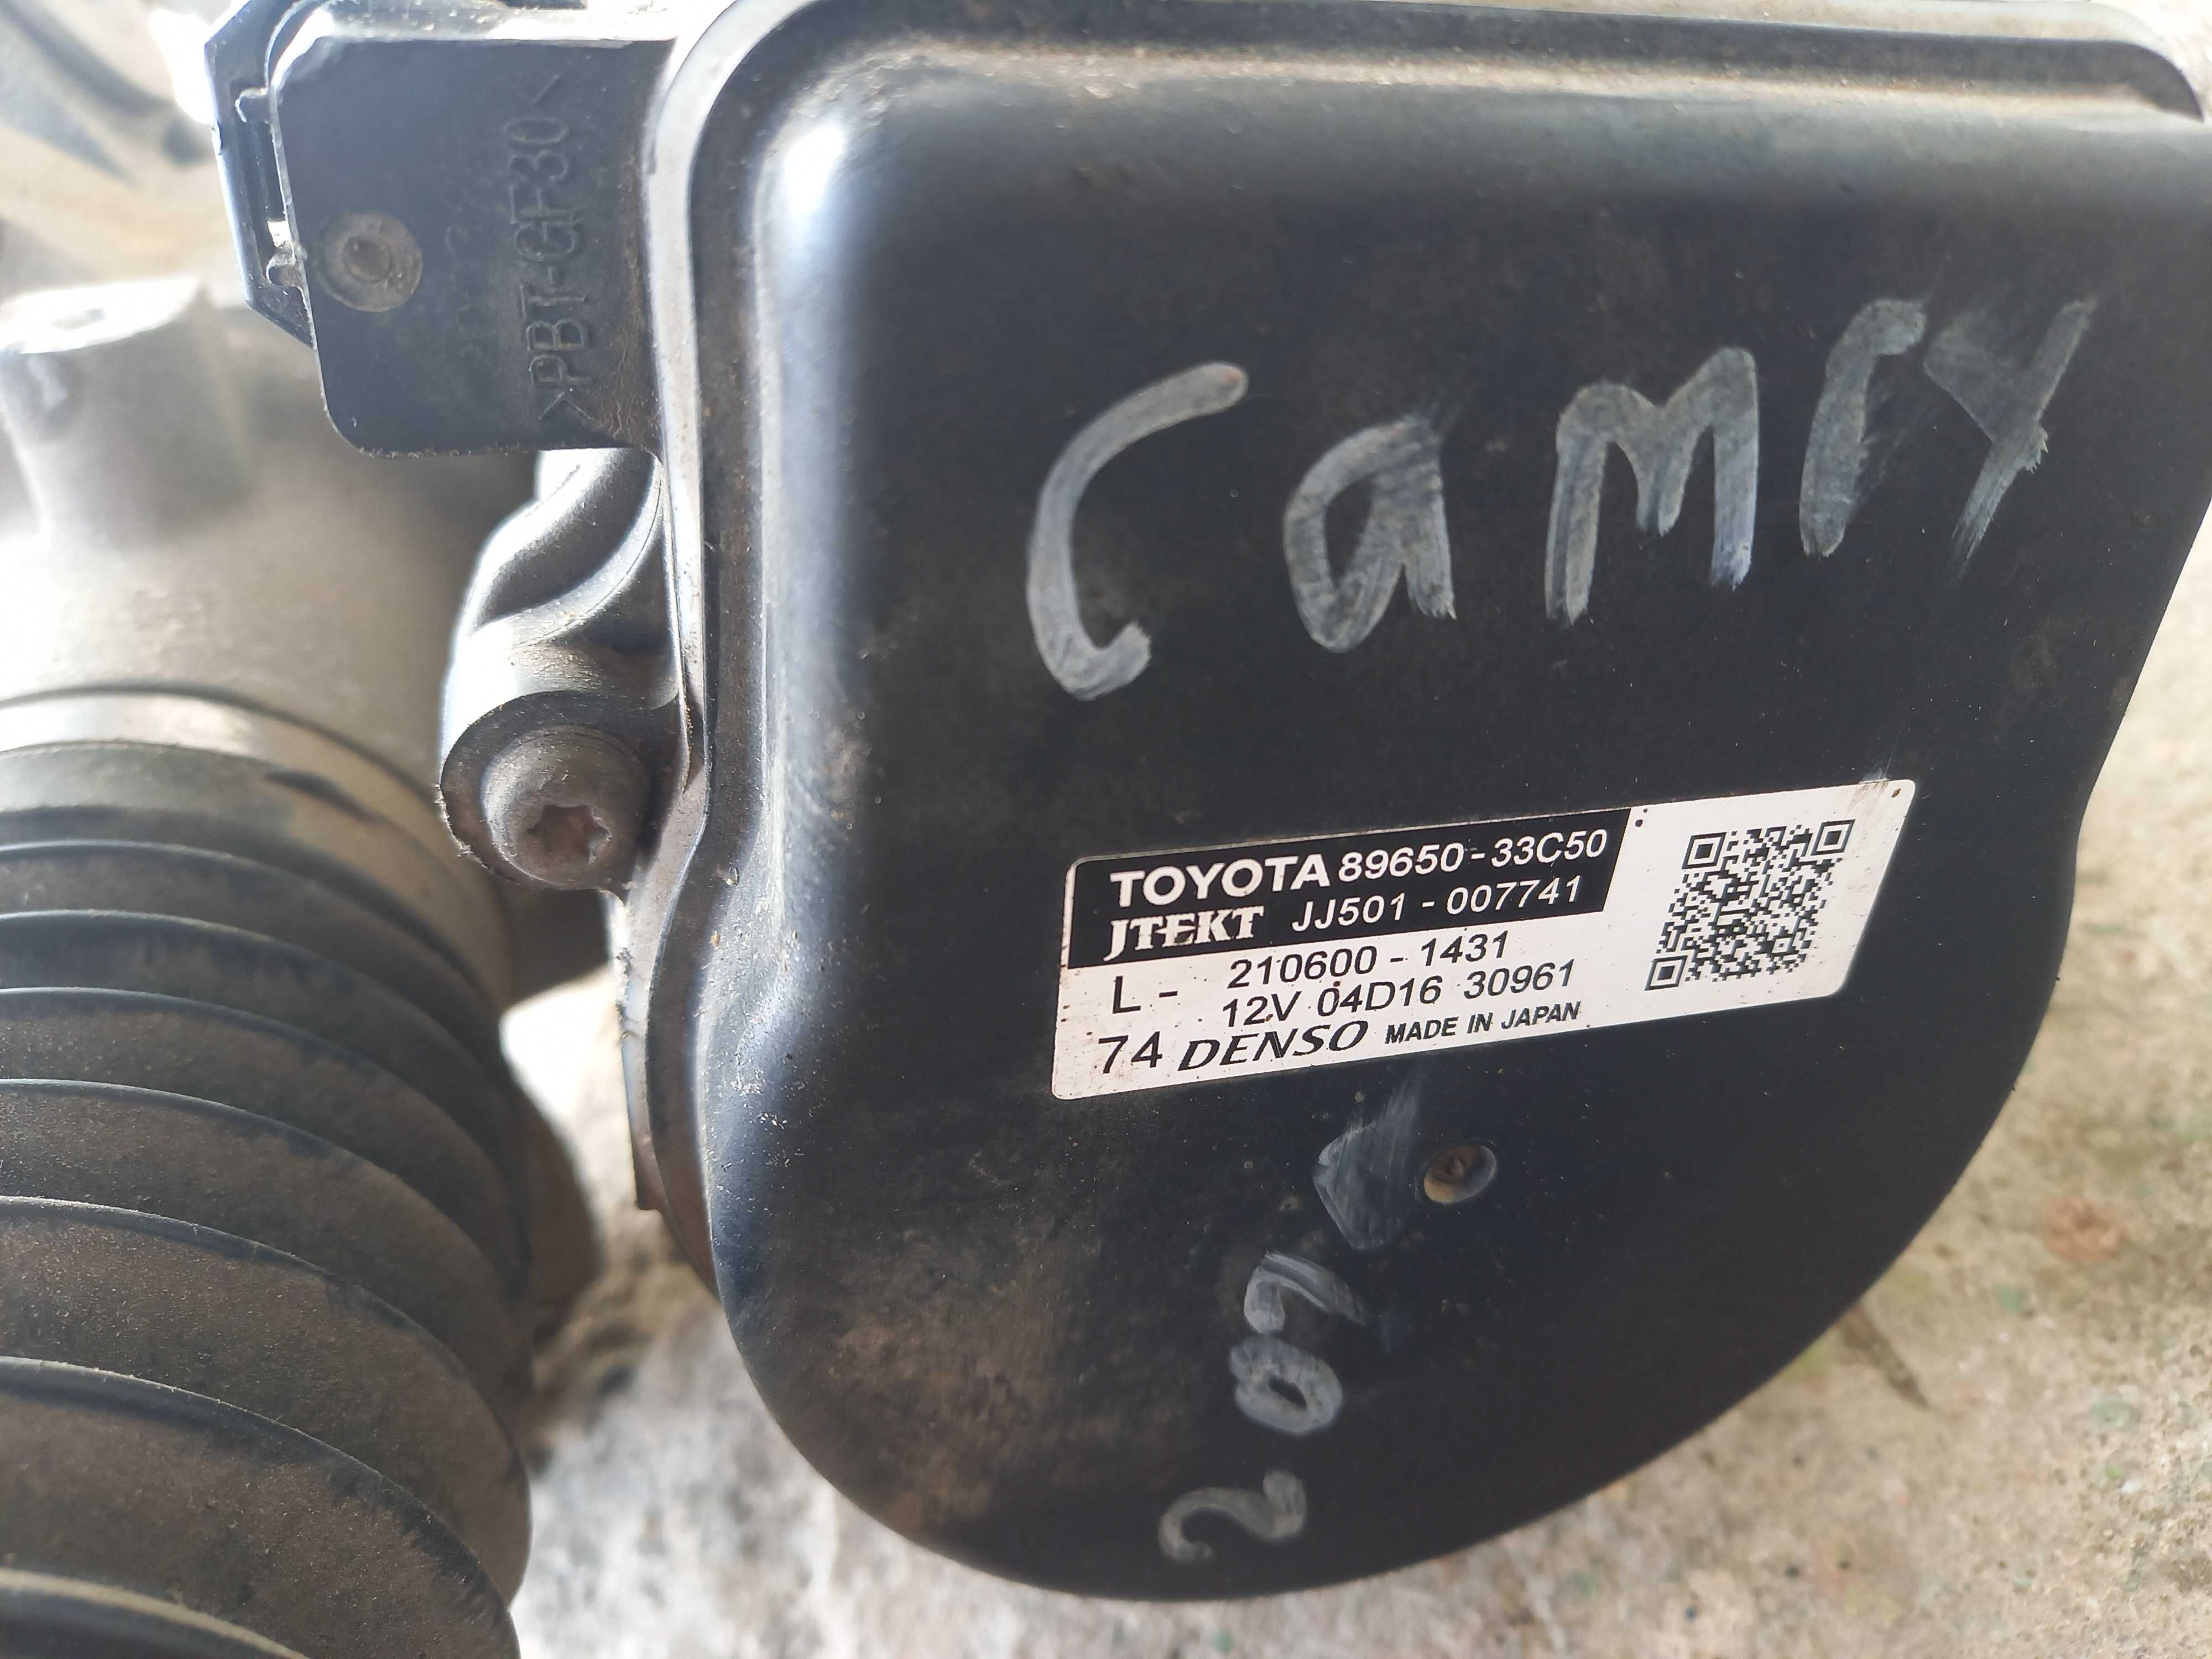 >PBT-GF30<
Camry
TOYOTA 89650-33C50
JTEKT JJ501-007741
L- 210600-1431
12V 04D16 30961
74 DENSO MADE IN JAPAN